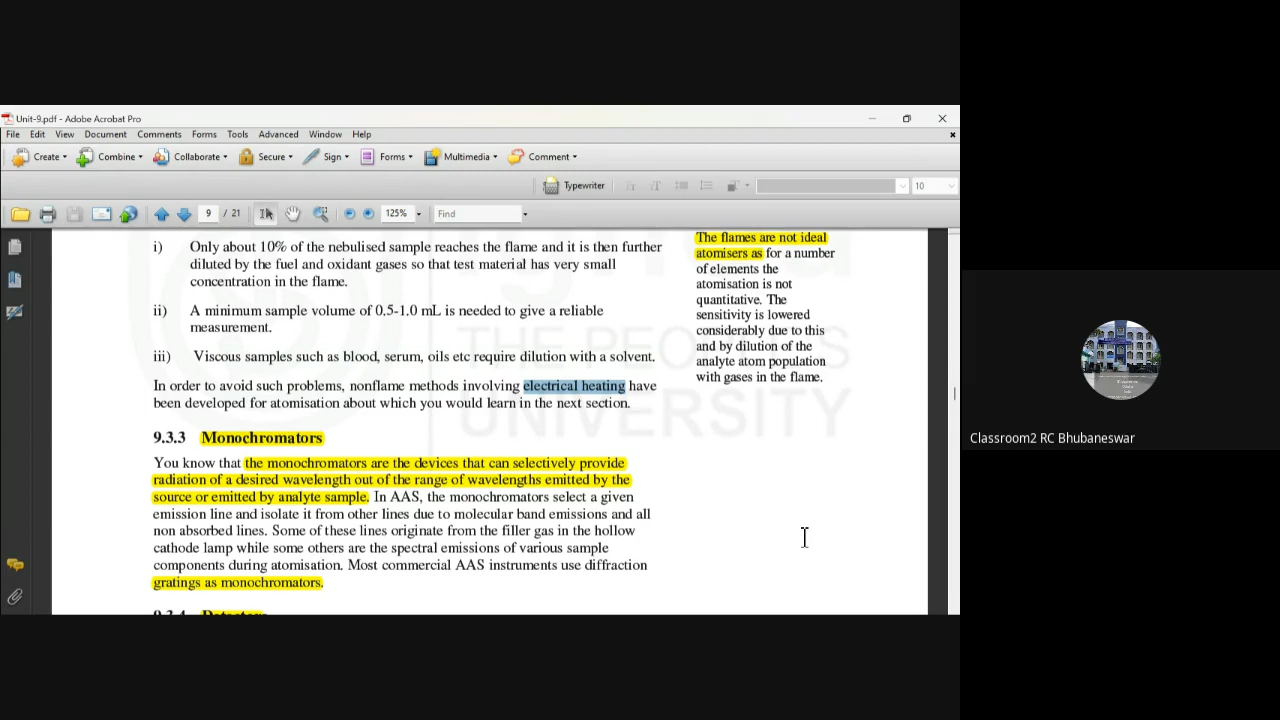 Unit-9.pdf - Adobe Acrobat Pro
File Edit View Document Comments Forms Tools Advanced Window Help
Create Combine Collaborate Secure Sign Forms Multimedia Comment
Typewriter 10
9 / 21 125% Find
i) Only about 10% of the nebulised sample reaches the flame and it is then further
diluted by the fuel and oxidant gases so that test material has very small
concentration in the flame.
ii) A minimum sample volume of 0.5-1.0 mL is needed to give a reliable
measurement.
iii) Viscous samples such as blood, serum, oils etc require dilution with a solvent.
In order to avoid such problems, nonflame methods involving electrical heating have
been developed for atomisation about which you would learn in the next section.
9.3.3 Monochromators
You know that the monochromators are the devices that can selectively provide
radiation of a desired wavelength out of the range of wavelengths emitted by the
source or emitted by analyte sample. In AAS, the monochromators select a given
emission line and isolate it from other lines due to molecular band emissions and all
non absorbed lines. Some of these lines originate from the filler gas in the hollow
cathode lamp while some others are the spectral emissions of various sample
components during atomisation. Most commercial AAS instruments use diffraction
gratings as monochromators.
9.3.4 Detectors
The flames are not ideal
atomisers as for a number
of elements the
atomisation is not
quantitative. The
sensitivity is lowered
considerably due to this
and by dilution of the
analyte atom population
with gases in the flame.
THE PEOPLE'S
UNIVERSITY
Classroom2 RC Bhubaneswar